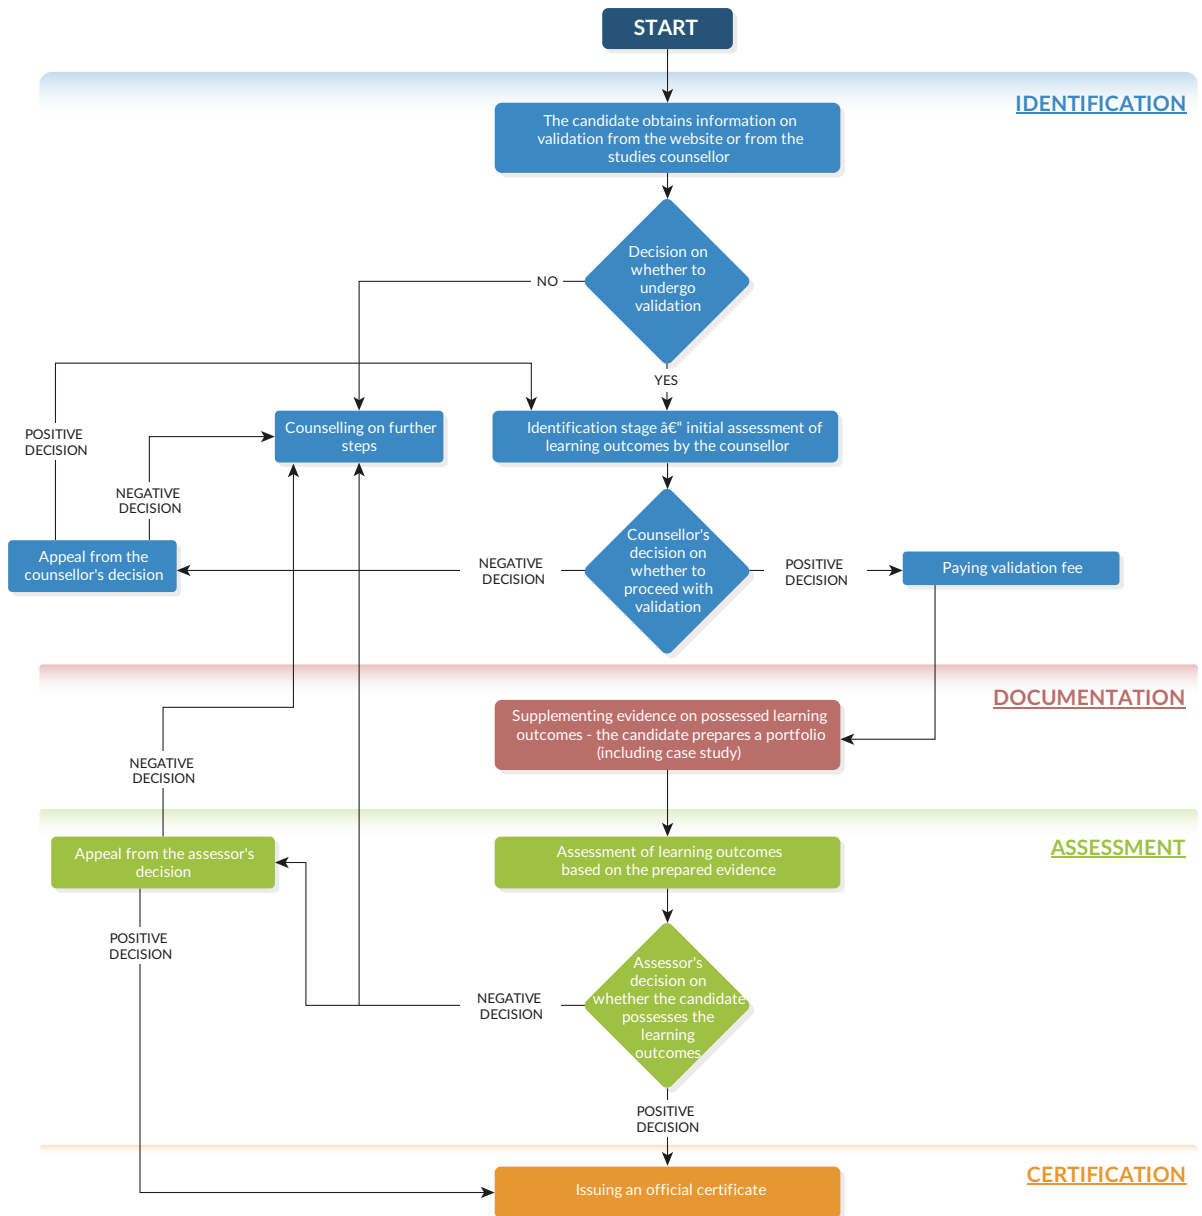 START
IDENTIFICATION
The candidate obtains information on
validation from the website or from the
studies counsellor
Decision on
whether to
undergo
validation
NO
YES
Counselling on further
steps
Identification stage â€“ initial assessment of
learning outcomes by the counsellor
POSITIVE
DECISION
NEGATIVE
DECISION
Appeal from the
counsellor's decision
NEGATIVE
DECISION
Counsellor's
decision on
whether to
proceed with
validation
POSITIVE
DECISION
Paying validation fee
DOCUMENTATION
Supplementing evidence on possessed learning
outcomes - the candidate prepares a portfolio
(including case study)
NEGATIVE
DECISION
ASSESSMENT
Appeal from the assessor's
decision
Assessment of learning outcomes
based on the prepared evidence
POSITIVE
DECISION
NEGATIVE
DECISION
Assessor's
decision on
whether the candidate
possesses the
learning
outcomes
POSITIVE
DECISION
CERTIFICATION
Issuing an official certificate